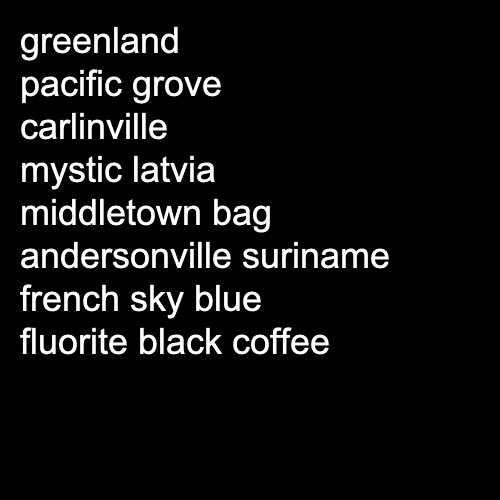 greenland
pacific grove
carlinville
mystic latvia
middletown bag
andersonville suriname
french sky blue
fluorite black coffee